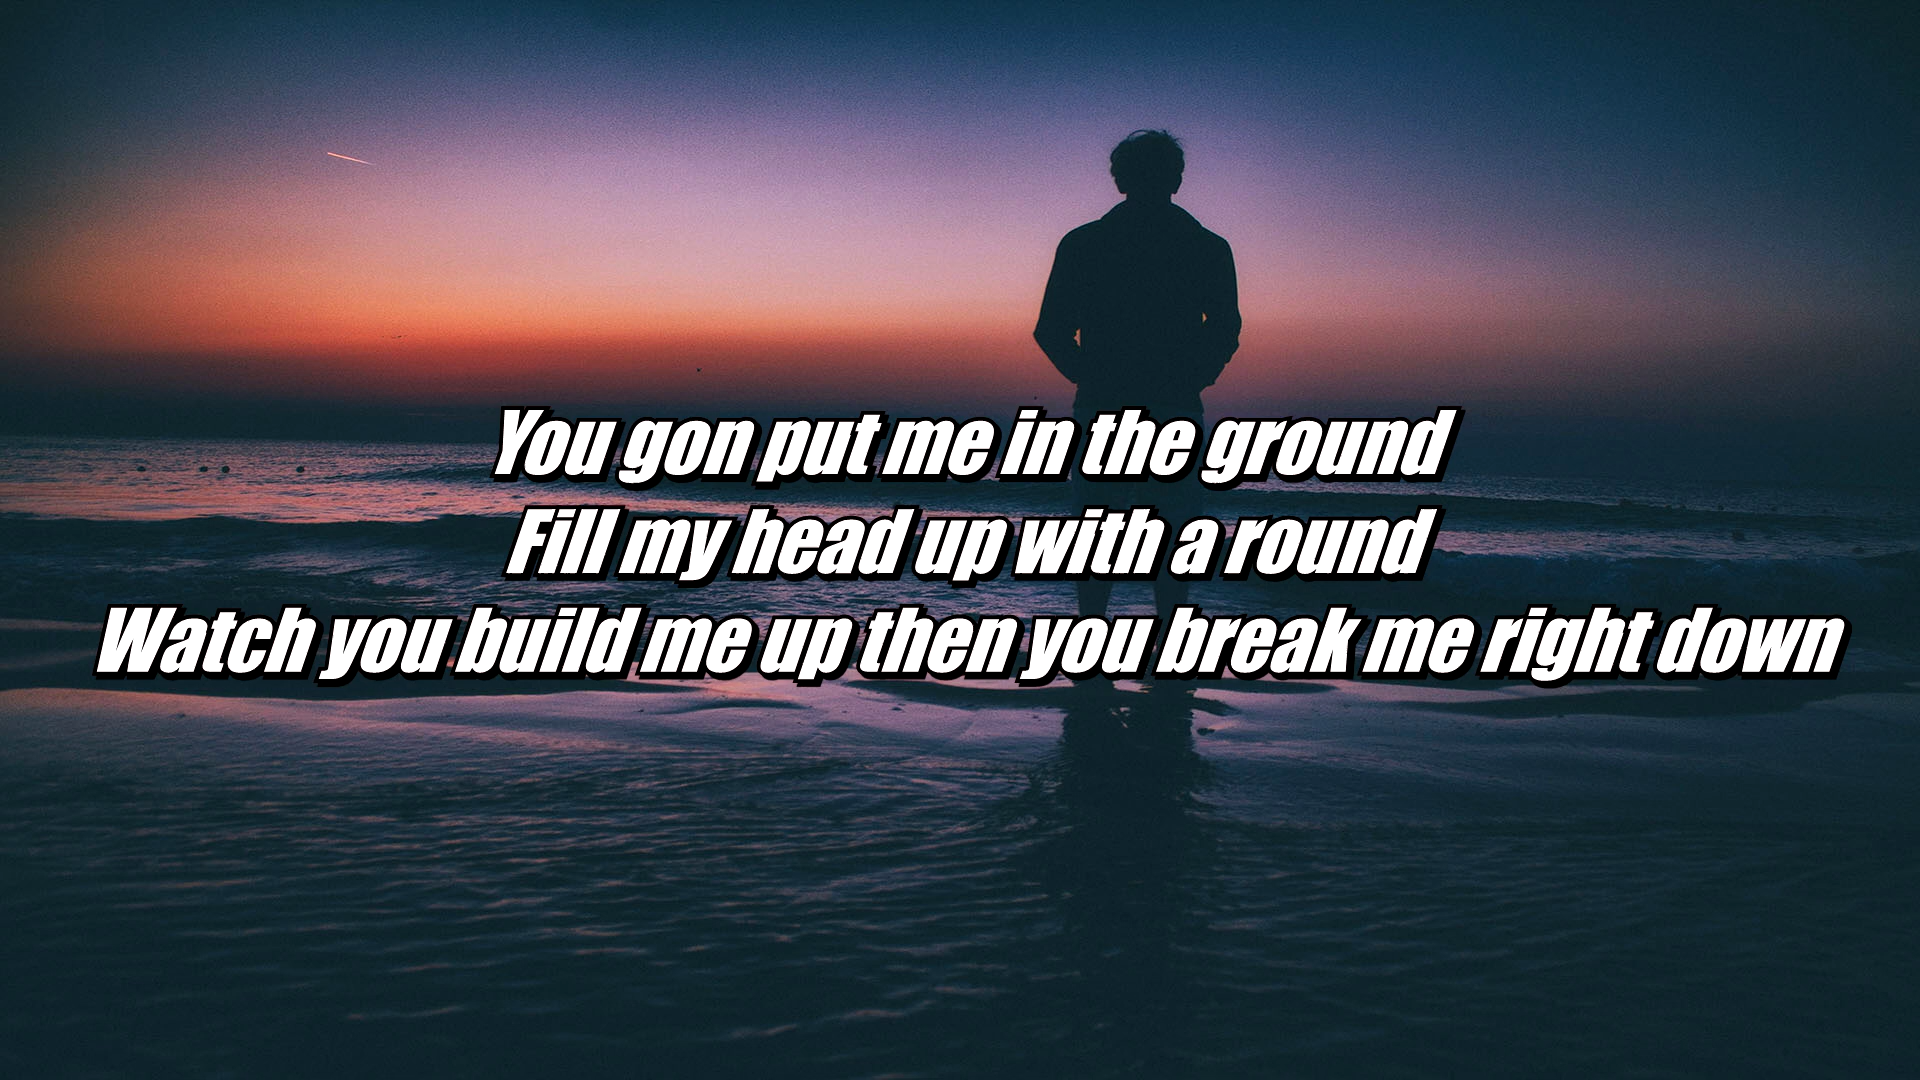 You gon put me in the ground
Fill my head up with a round
Watch you build me up then you break me right down